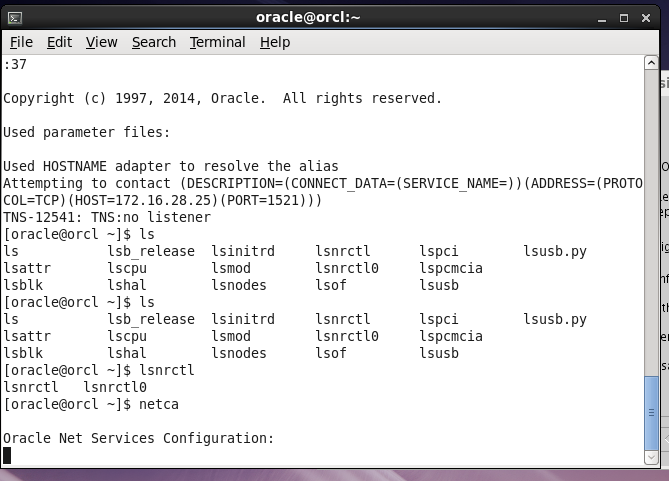 oracle@orcl:~
File Edit View Search Terminal Help
:37
Copyright (c) 1997, 2014, Oracle.  All rights reserved.
Used parameter files:
Used HOSTNAME adapter to resolve the alias
Attempting to contact (DESCRIPTION=(CONNECT_DATA=(SERVICE_NAME=))(ADDRESS=(PROTO
COL=TCP)(HOST=172.16.28.25)(PORT=1521)))
TNS-12541: TNS:no listener
[oracle@orcl ~]$ ls
ls           lsb_release  lsinitrd     lsnrctl      lspci        lsusb.py
lsattr       lscpu        lsmod        lsnrctl0     lspcmcia
lsblk        lshal        lsnodes      lsof         lsusb
[oracle@orcl ~]$ ls
ls           lsb_release  lsinitrd     lsnrctl      lspci        lsusb.py
lsattr       lscpu        lsmod        lsnrctl0     lspcmcia
lsblk        lshal        lsnodes      lsof         lsusb
[oracle@orcl ~]$ lsnrctl
lsnrctl   lsnrctl0
[oracle@orcl ~]$ netca
Oracle Net Services Configuration: